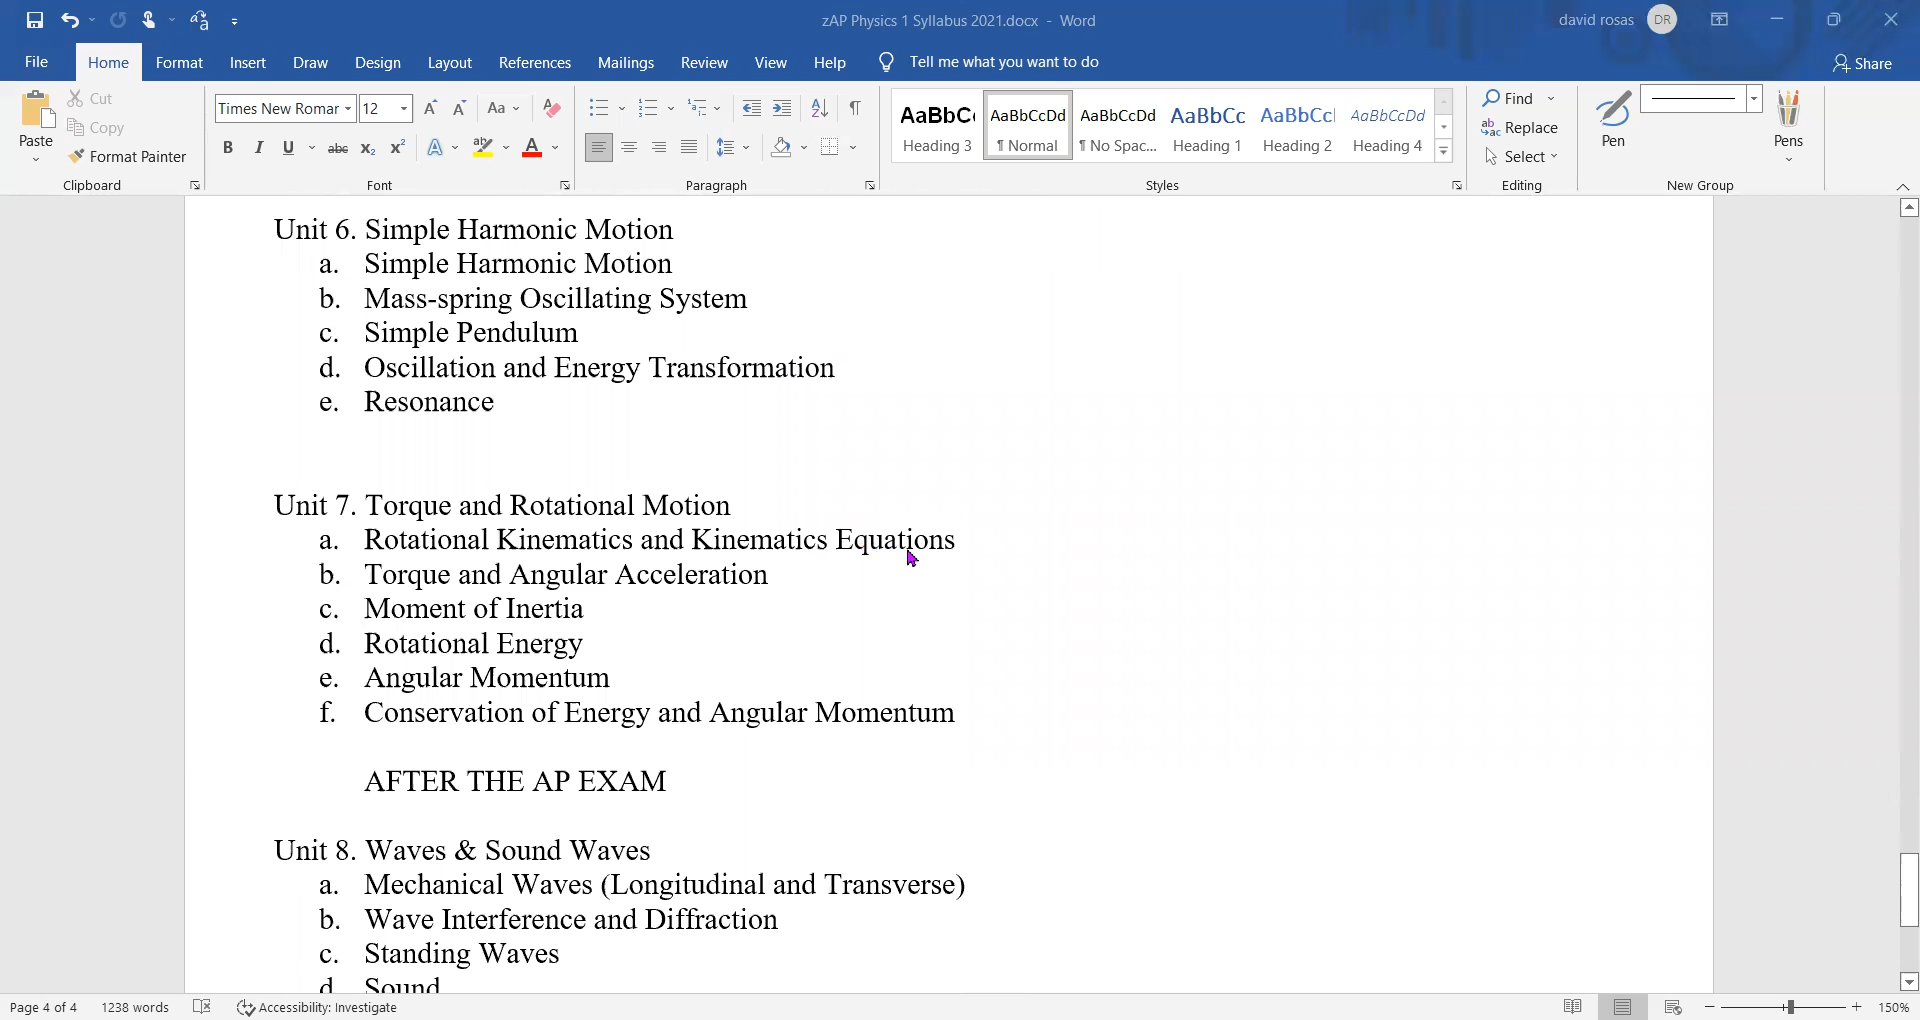 zAP Physics 1 Syllabus 2021.docx - Word
david rosas DR
File Home Format Insert Draw Design Layout References Mailings Review View Help Tell me what you want to do Share
Paste
Cut
Copy
Format Painter
Clipboard
Times New Romar 12 Aa
B I U abc X₂ X² A A
Font
Paragraph
AaBbC AaBbCcDd AaBbCcDd AaBbCc AaBbCc AaBbCcDd
Heading 3 ¶ Normal ¶ No Spac... Heading 1 Heading 2 Heading 4
Styles
Find
Replace
Select
Editing
Pen Pens
New Group
Unit 6. Simple Harmonic Motion
a. Simple Harmonic Motion
b. Mass-spring Oscillating System
c. Simple Pendulum
d. Oscillation and Energy Transformation
e. Resonance
Unit 7. Torque and Rotational Motion
a. Rotational Kinematics and Kinematics Equations
b. Torque and Angular Acceleration
c. Moment of Inertia
d. Rotational Energy
e. Angular Momentum
f. Conservation of Energy and Angular Momentum
AFTER THE AP EXAM
Unit 8. Waves & Sound Waves
a. Mechanical Waves (Longitudinal and Transverse)
b. Wave Interference and Diffraction
c. Standing Waves
d. Sound
Page 4 of 4 1238 words Accessibility: Investigate 150%